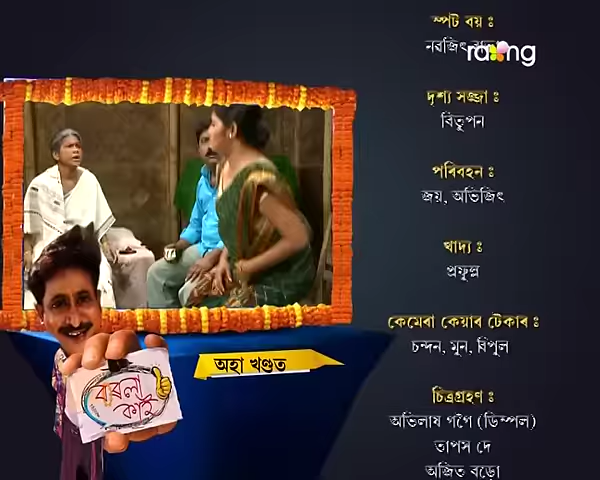 স্পট বয় :
নৱজিৎ
rang
দৃশ্য সজ্জা :
বিতুপন
পৰিবহন :
জয়, অভিজিৎ
খাদ্য :
প্ৰফুল্ল
কেমেৰা কেয়াৰ টেকাৰ :
চন্দন, মুন, ৰিপুল
চিত্ৰগ্ৰহণ :
অভিলাষ গগৈ (ডিম্পল)
তাপস দে
অজিত বড়ো
অহা খণ্ডত
বৰলা
কাই